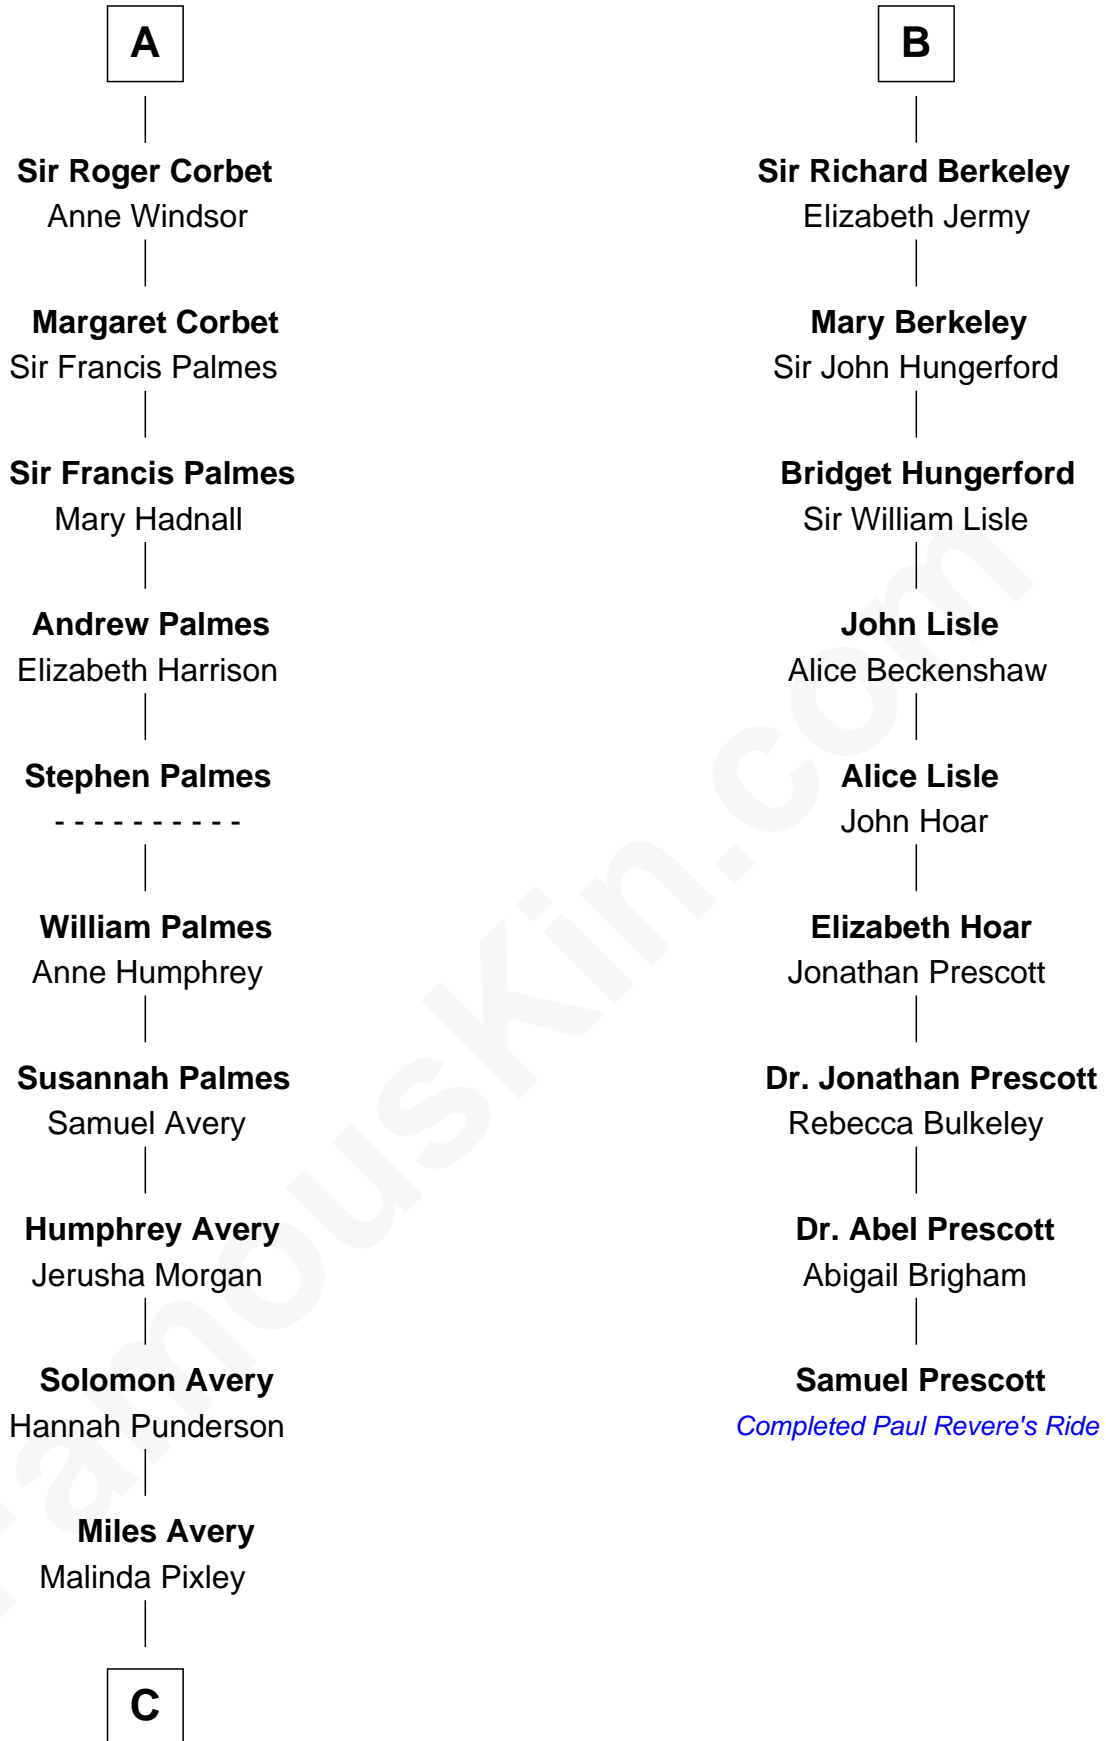 A
Sir Roger Corbet
Anne Windsor
Margaret Corbet
Sir Francis Palmes
Sir Francis Palmes
Mary Hadnall
Andrew Palmes
Elizabeth Harrison
Stephen Palmes
- - - - - - - - - -
William Palmes
Anne Humphrey
Susannah Palmes
Samuel Avery
Humphrey Avery
Jerusha Morgan
Solomon Avery
Hannah Punderson
Miles Avery
Malinda Pixley
C
B
Sir Richard Berkeley
Elizabeth Jermy
Mary Berkeley
Sir John Hungerford
Bridget Hungerford
Sir William Lisle
John Lisle
Alice Beckenshaw
Alice Lisle
John Hoar
Elizabeth Hoar
Jonathan Prescott
Dr. Jonathan Prescott
Rebecca Bulkeley
Dr. Abel Prescott
Abigail Brigham
Samuel Prescott
Completed Paul Revere's Ride
FamousKin.com